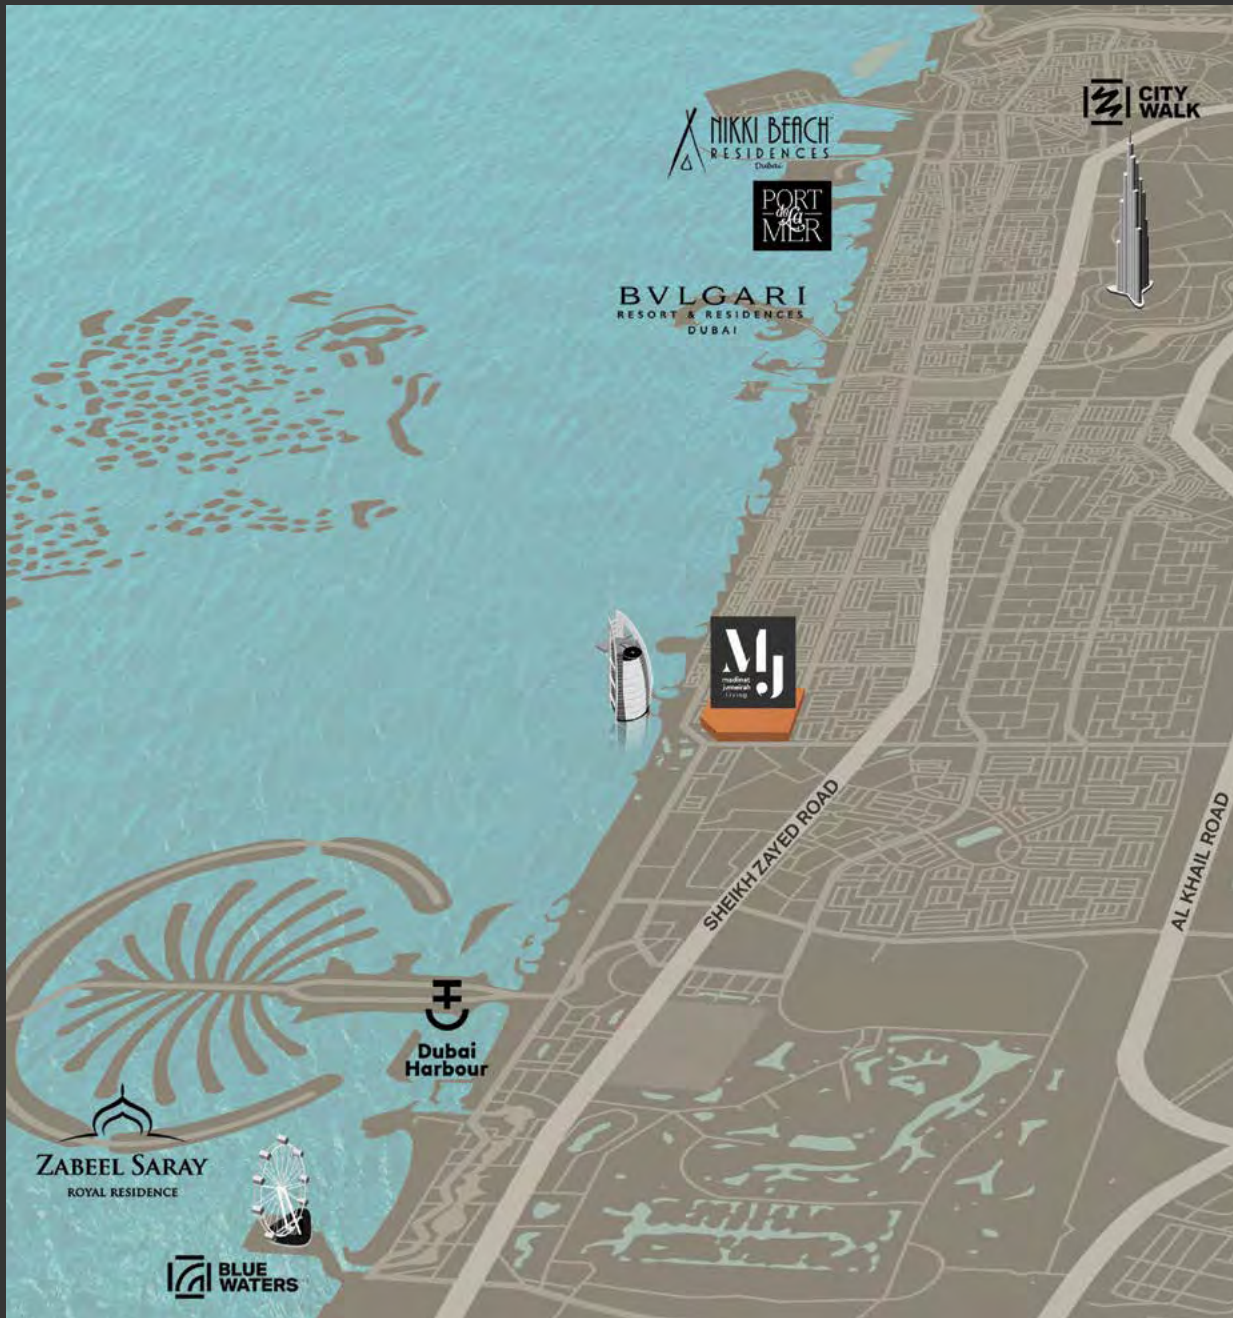 CITY
WALK
NIKKI BEACH
RESIDENCES
Dubai
PORT
de la
MER
BVLGARI
RESORT & RESIDENCES
DUBAI
MJ
madinat
jumeirah
living
SHEIKH ZAYED ROAD
AL KHAIL ROAD
Dubai
Harbour
ZABEEL SARAY
ROYAL RESIDENCE
BLUE
WATERS